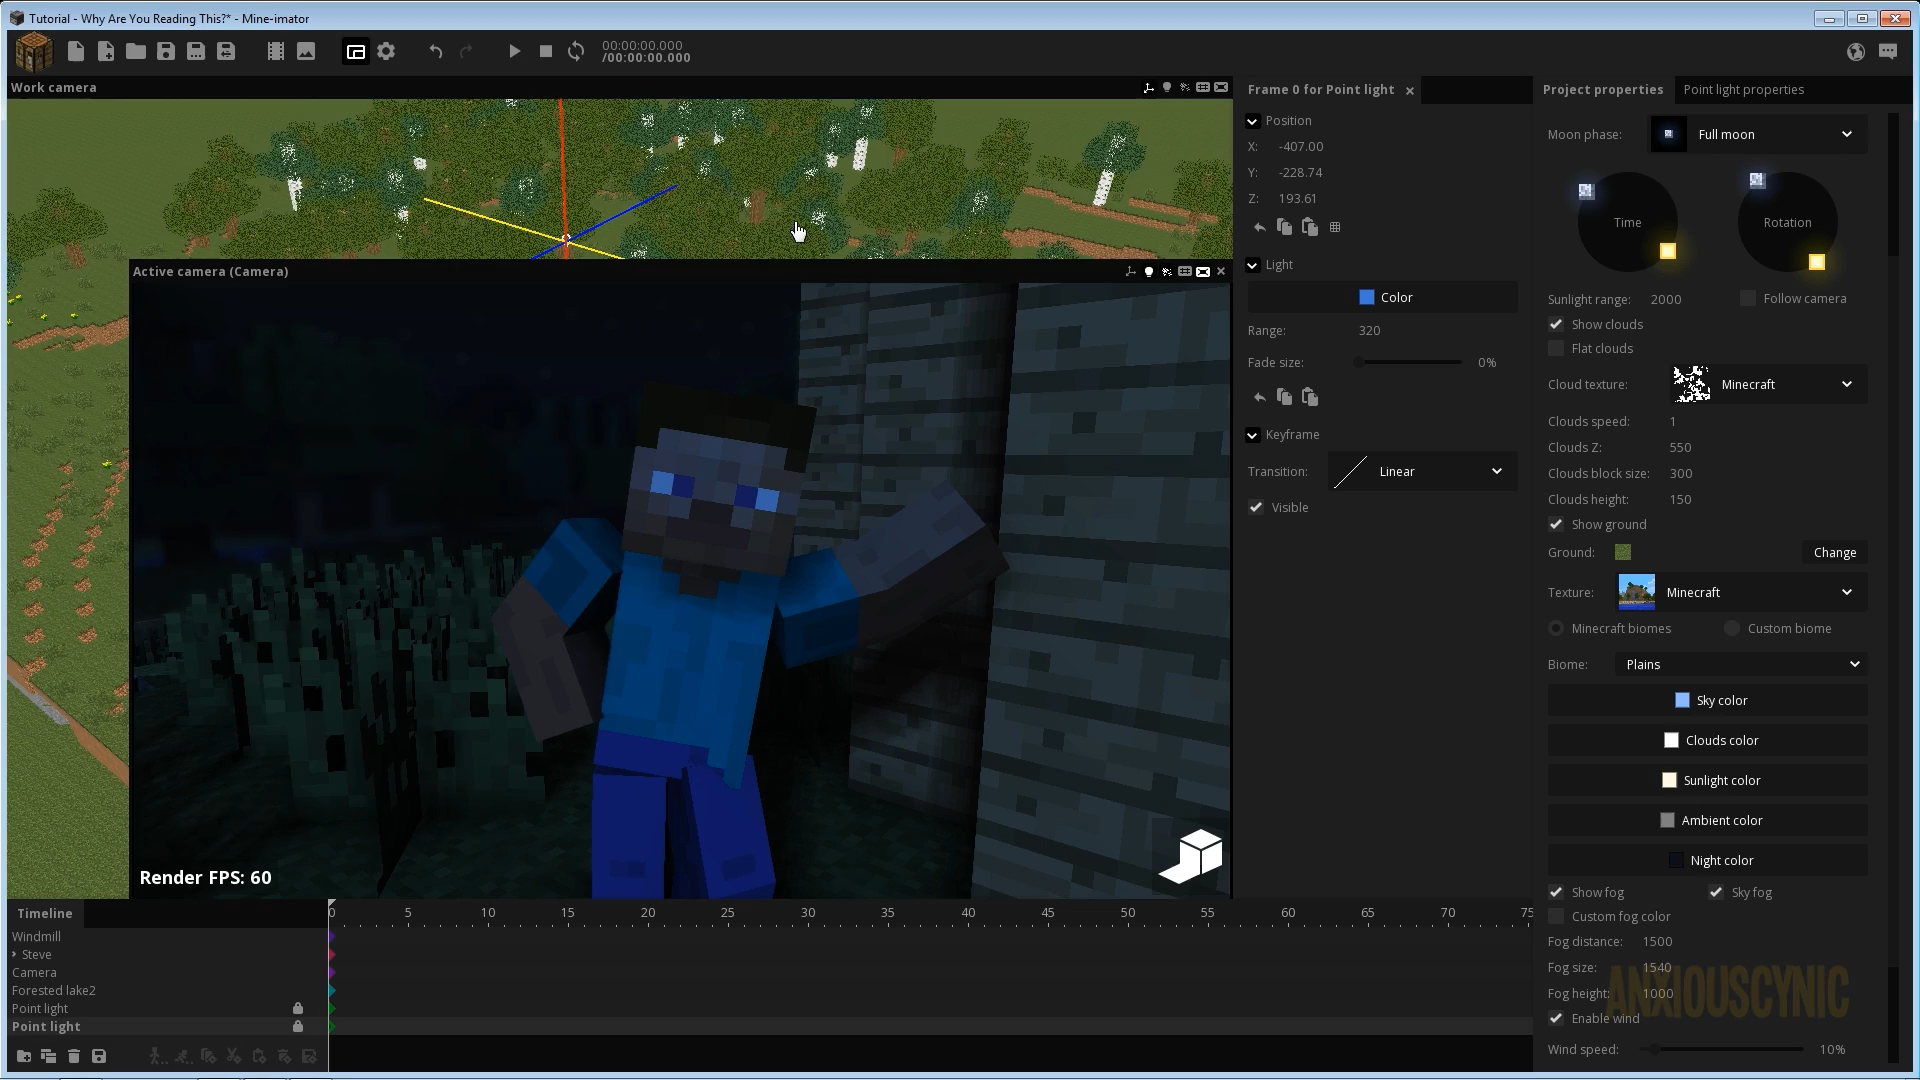 Tutorial - Why Are You Reading This?* - Mine-imator
00:00:00.000
/00:00:00.000
Work camera
Active camera (Camera)
Render FPS: 60
Frame 0 for Point light
Position
X: -407.00
Y: -228.74
Z: 193.61
Light
Color
Range: 320
Fade size: 0%
Keyframe
Transition: Linear
Visible
Project properties
Point light properties
Moon phase: Full moon
Time
Rotation
Sunlight range: 2000
Follow camera
Show clouds
Flat clouds
Cloud texture: Minecraft
Clouds speed: 1
Clouds Z: 550
Clouds block size: 300
Clouds height: 150
Show ground
Ground: Change
Texture: Minecraft
Minecraft biomes
Custom biome
Biome: Plains
Sky color
Clouds color
Sunlight color
Ambient color
Night color
Show fog
Sky fog
Custom fog color
Fog distance: 1500
Fog size: 1540
Fog height: 1000
Enable wind
Wind speed: 10%
ANXIOUSCYNIC
Timeline
0 5 10 15 20 25 30 35 40 45 50 55 60 65 70 75
Windmill
Steve
Camera
Forested lake2
Point light
Point light